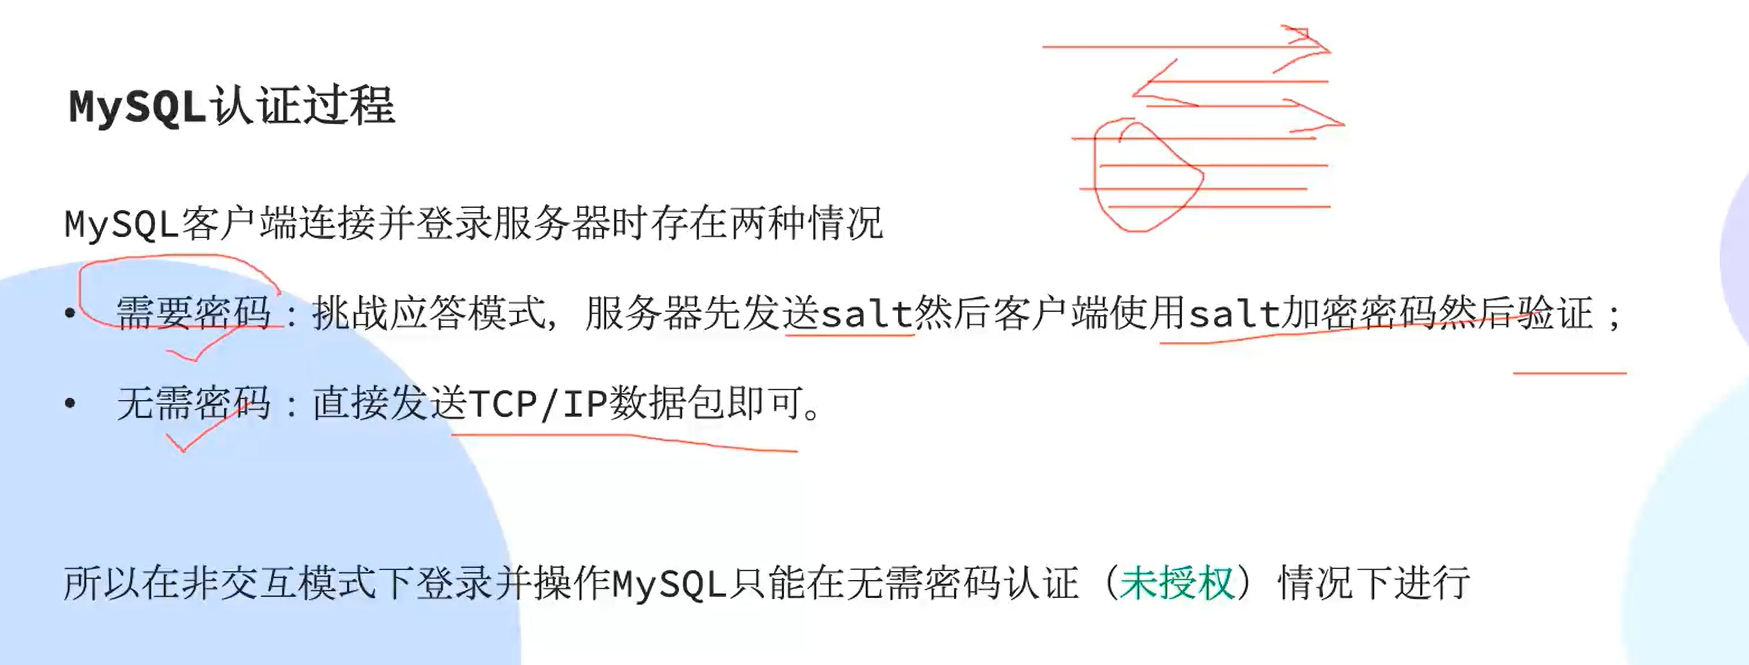 MySQL认证过程
MySQL客户端连接并登录服务器时存在两种情况
• 需要密码：挑战应答模式，服务器先发送salt然后客户端使用salt加密密码然后验证；
• 无需密码：直接发送TCP/IP数据包即可。
所以在非交互模式下登录并操作MySQL只能在无需密码认证（未授权）情况下进行